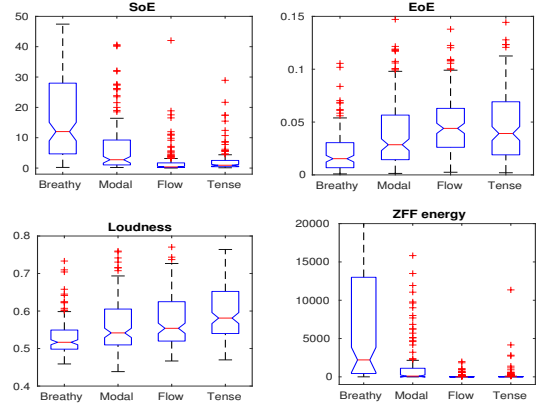 SoE
50
40
30
20
10
0
Breathy Modal Flow Tense
EoE
0.15
0.1
0.05
0
Breathy Modal Flow Tense
Loudness
0.8
0.7
0.6
0.5
0.4
Breathy Modal Flow Tense
ZFF energy
20000
15000
10000
5000
0
Breathy Modal Flow Tense